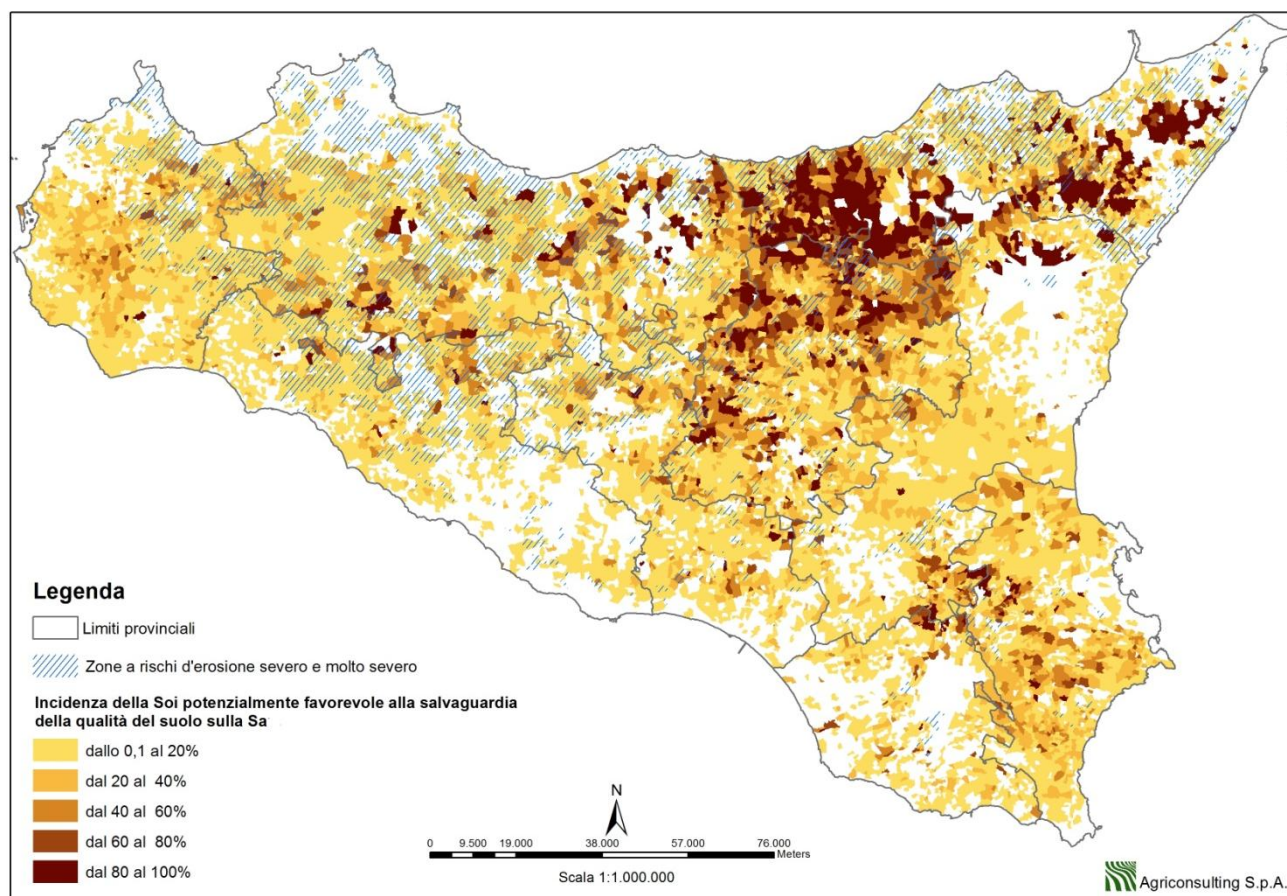 Legenda
Limiti provinciali
Zone a rischi d'erosione severo e molto severo
Incidenza della Soi potenzialmente favorevole alla salvaguardia
della qualità del suolo sulla Sa
dallo 0,1 al 20%
dal 20 al 40%
dal 40 al 60%
dal 60 al 80%
dal 80 al 100%
N
0 9.500 19.000 38.000 57.000 76.000
Meters
Scala 1:1.000.000
Agriconsulting S.p.A.